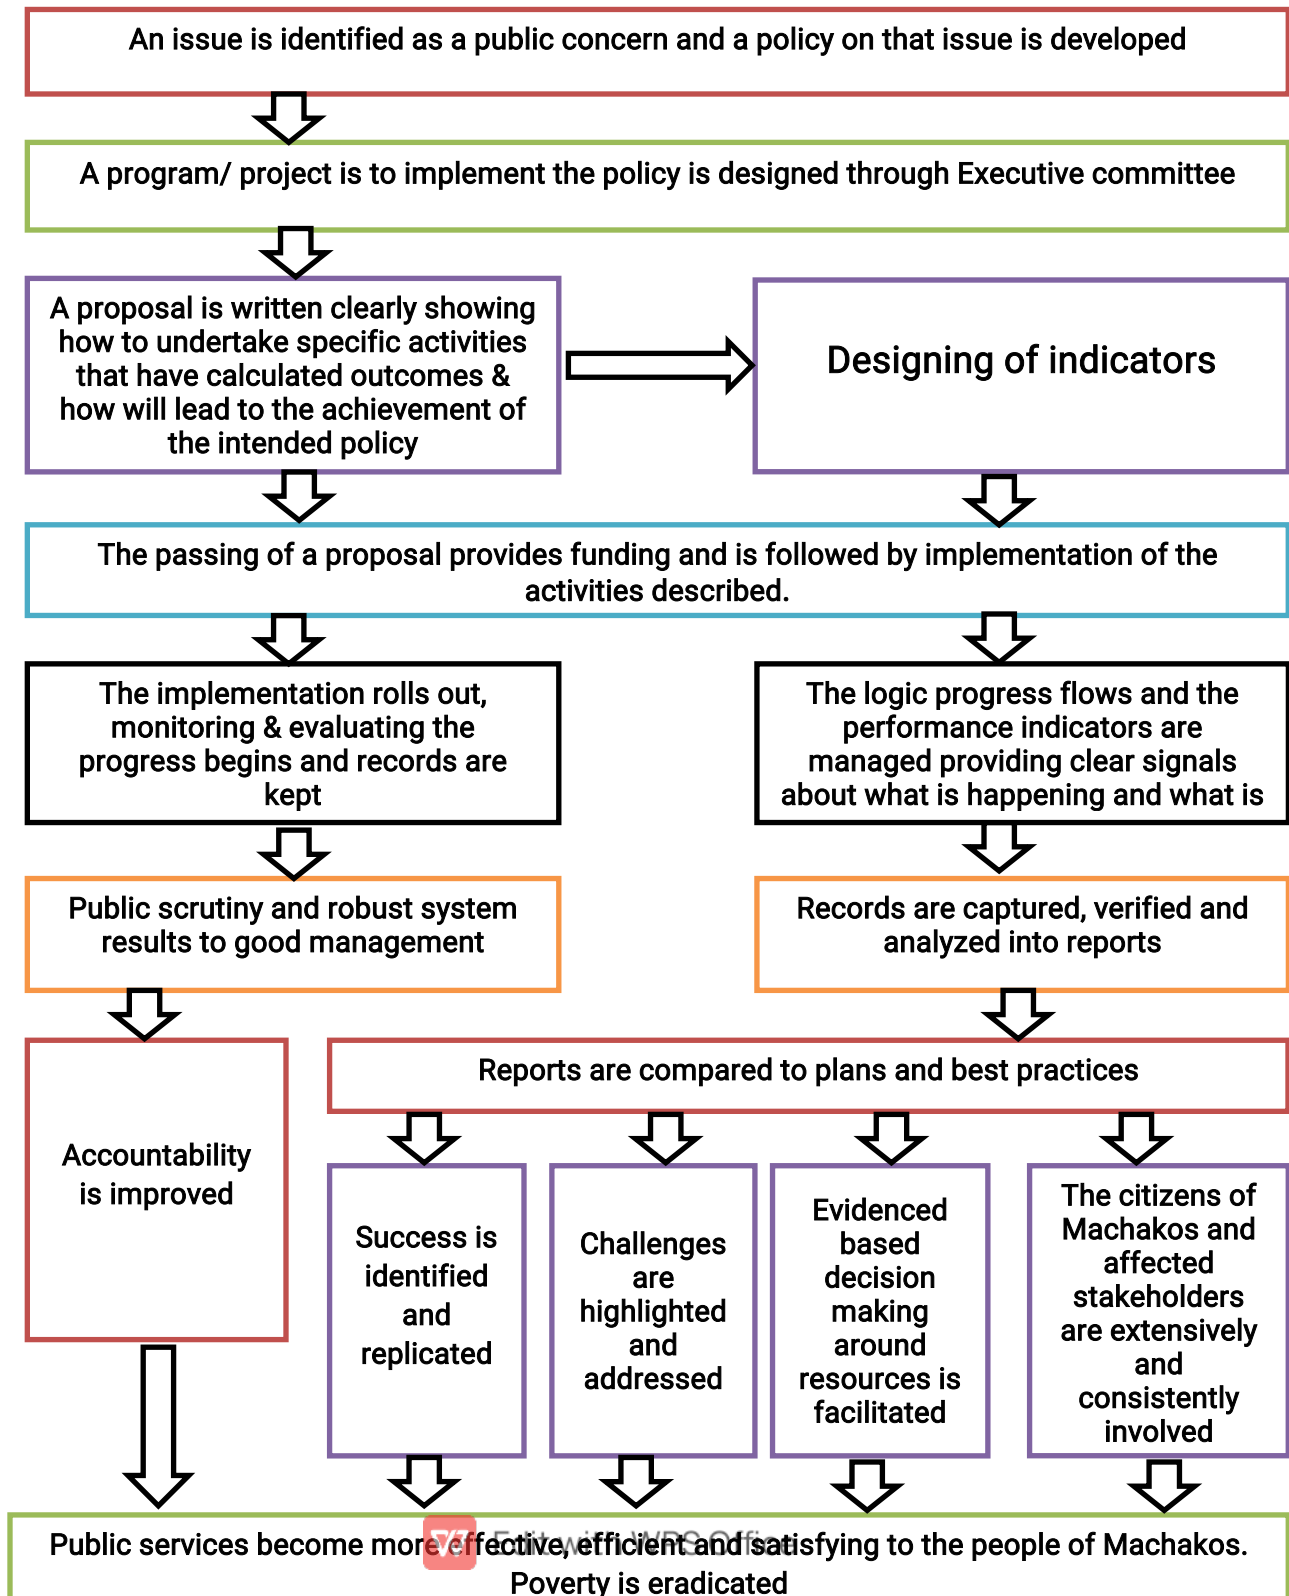 An issue is identified as a public concern and a policy on that issue is developed
A program/ project is to implement the policy is designed through Executive committee
A proposal is written clearly showing
how to undertake specific activities
that have calculated outcomes &
how will lead to the achievement of
the intended policy
Designing of indicators
The passing of a proposal provides funding and is followed by implementation of the
activities described.
The implementation rolls out,
monitoring & evaluating the
progress begins and records are
kept
The logic progress flows and the
performance indicators are
managed providing clear signals
about what is happening and what is
Public scrutiny and robust system
results to good management
Records are captured, verified and
analyzed into reports
Accountability
is improved
Reports are compared to plans and best practices
Success is
identified
and
replicated
Challenges
are
highlighted
and
addressed
Evidenced
based
decision
making
around
resources is
facilitated
The citizens of
Machakos and
affected
stakeholders
are extensively
and
consistently
involved
Public services become more effective, efficient and satisfying to the people of Machakos.
Poverty is eradicated
Edit with WPS Office